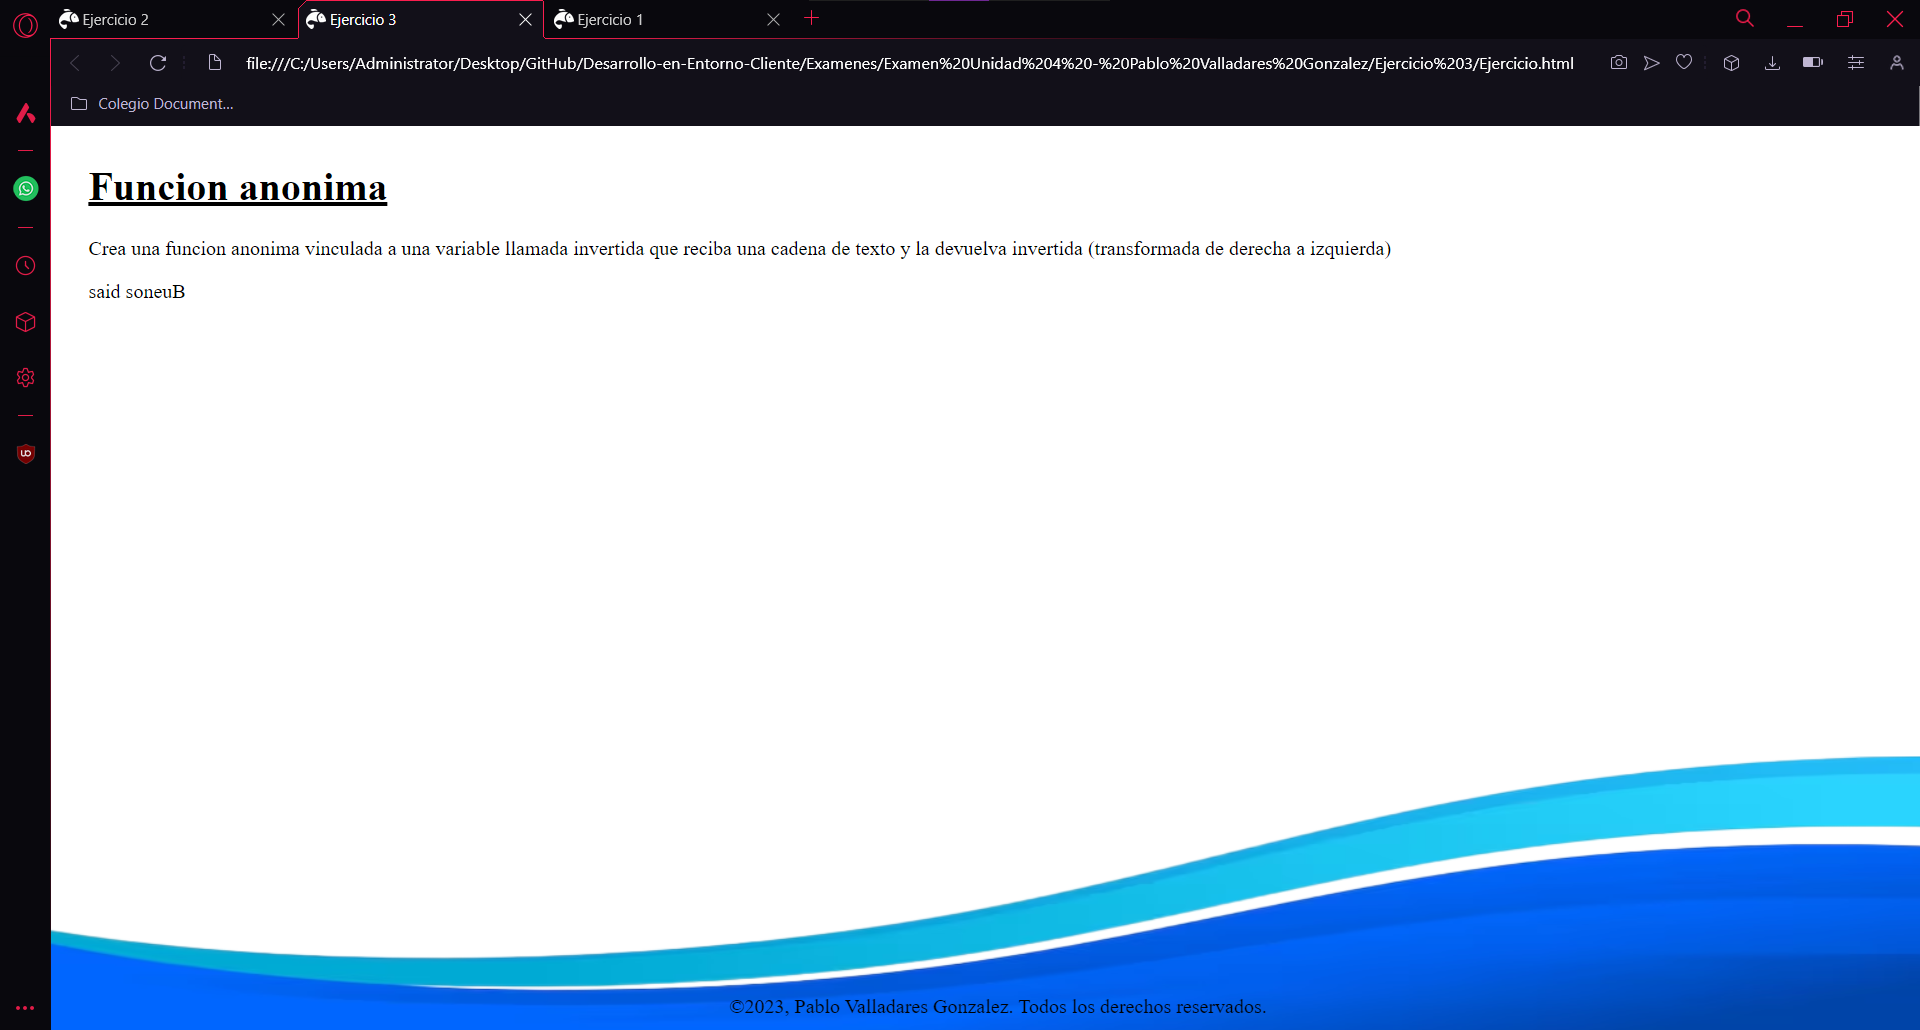 Ejercicio 2
Ejercicio 3
Ejercicio 1
file:///C:/Users/Administrator/Desktop/GitHub/Desarrollo-en-Entorno-Cliente/Examenes/Examen%20Unidad%204%20-%20Pablo%20Valladares%20Gonzalez/Ejercicio%203/Ejercicio.html
Colegio Document...
Funcion anonima
Crea una funcion anonima vinculada a una variable llamada invertida que reciba una cadena de texto y la devuelva invertida (transformada de derecha a izquierda)
said soneuB
©2023, Pablo Valladares Gonzalez. Todos los derechos reservados.